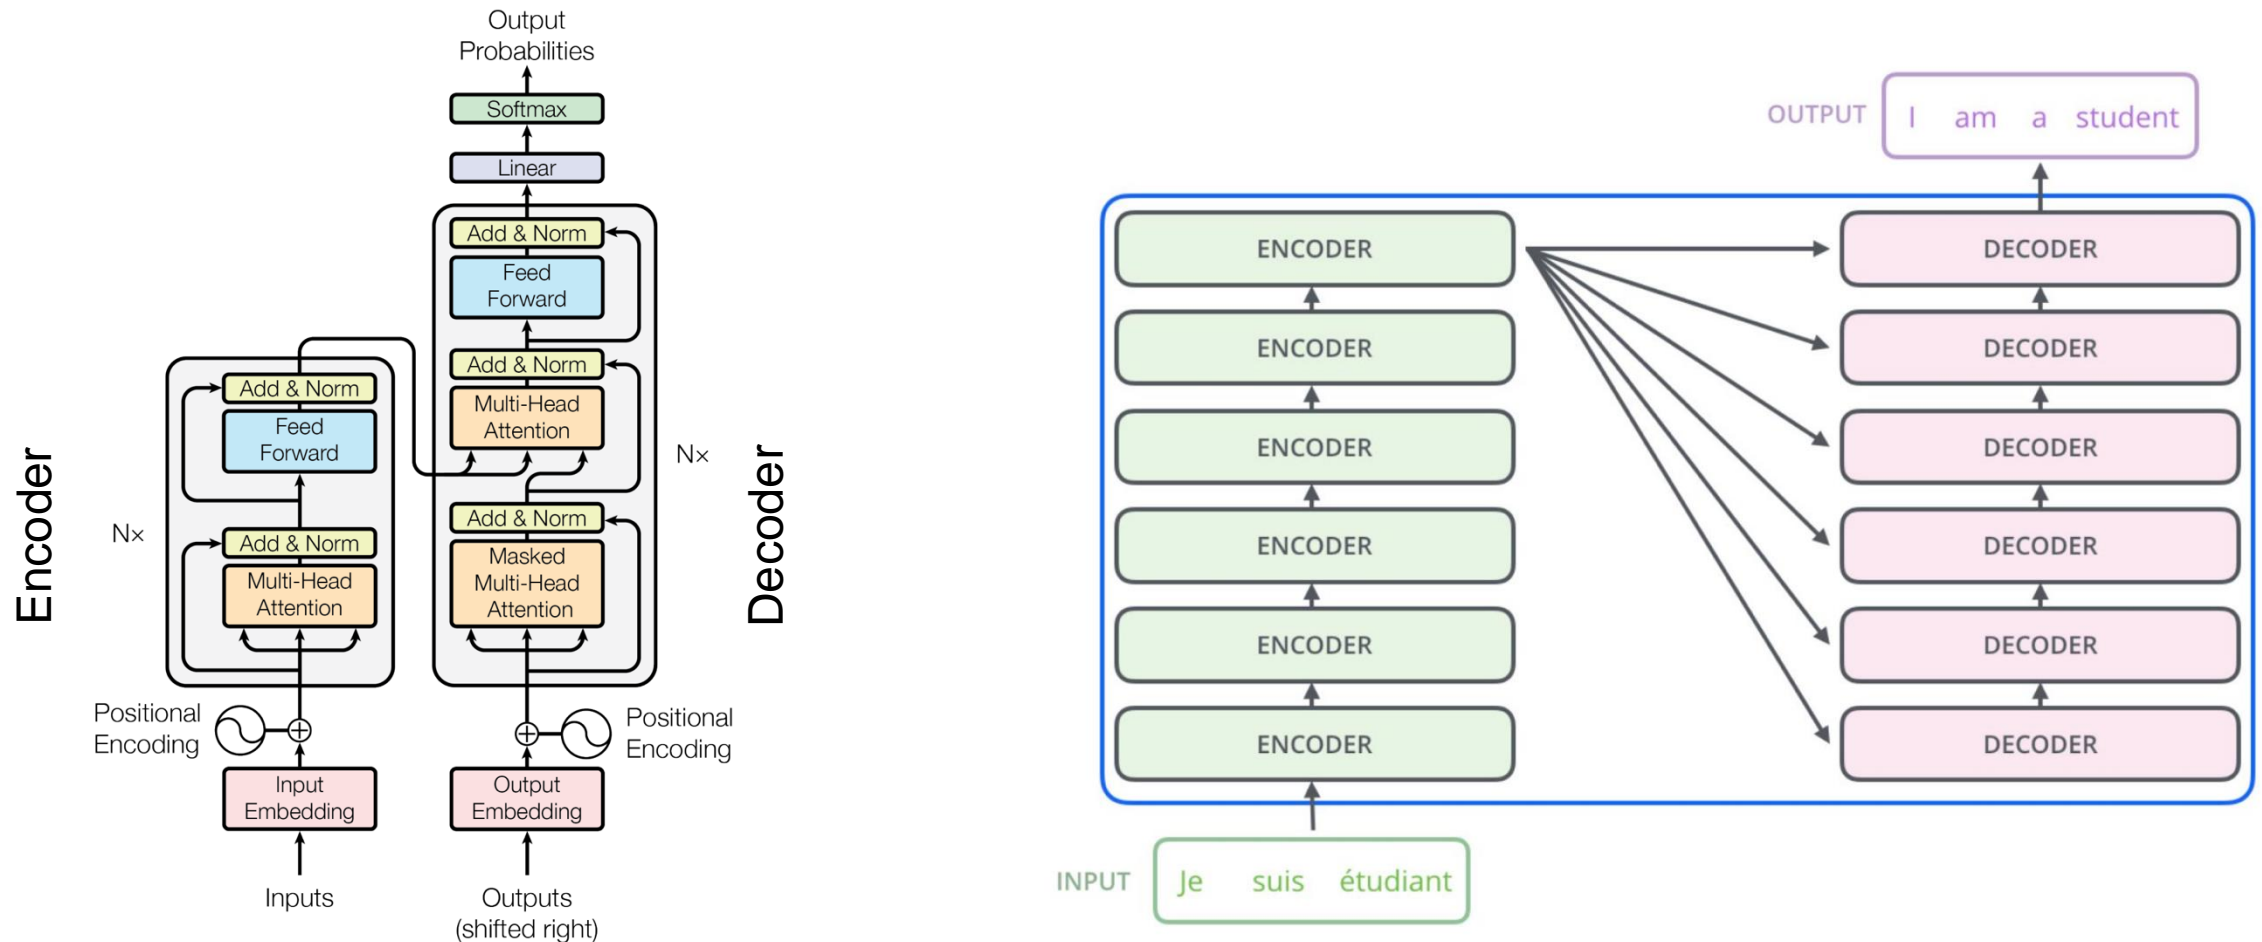 Output
Probabilities
Softmax
Linear
Add & Norm
Feed
Forward
Add & Norm
Multi-Head
Attention
Add & Norm
Masked
Multi-Head
Attention
Nx
Decoder
Positional
Encoding
Output
Embedding
Outputs
(shifted right)
Encoder
Nx
Add & Norm
Feed
Forward
Add & Norm
Multi-Head
Attention
Positional
Encoding
Input
Embedding
Inputs
OUTPUT
I am a student
ENCODER
ENCODER
ENCODER
ENCODER
ENCODER
ENCODER
DECODER
DECODER
DECODER
DECODER
DECODER
DECODER
INPUT
Je suis étudiant